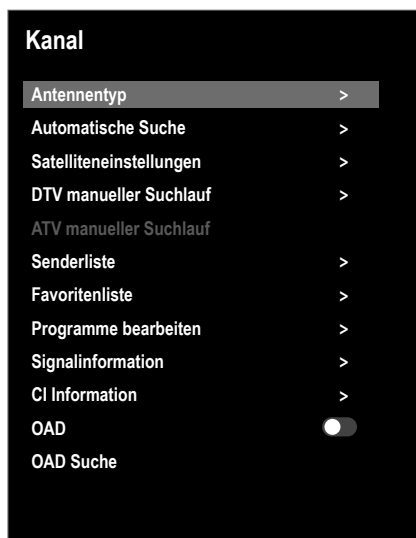 Kanal
Antennentyp >
Automatische Suche >
Satelliteneinstellungen >
DTV manueller Suchlauf >
ATV manueller Suchlauf
Senderliste >
Favoritenliste >
Programme bearbeiten >
Signalinformation >
CI Information >
OAD
OAD Suche